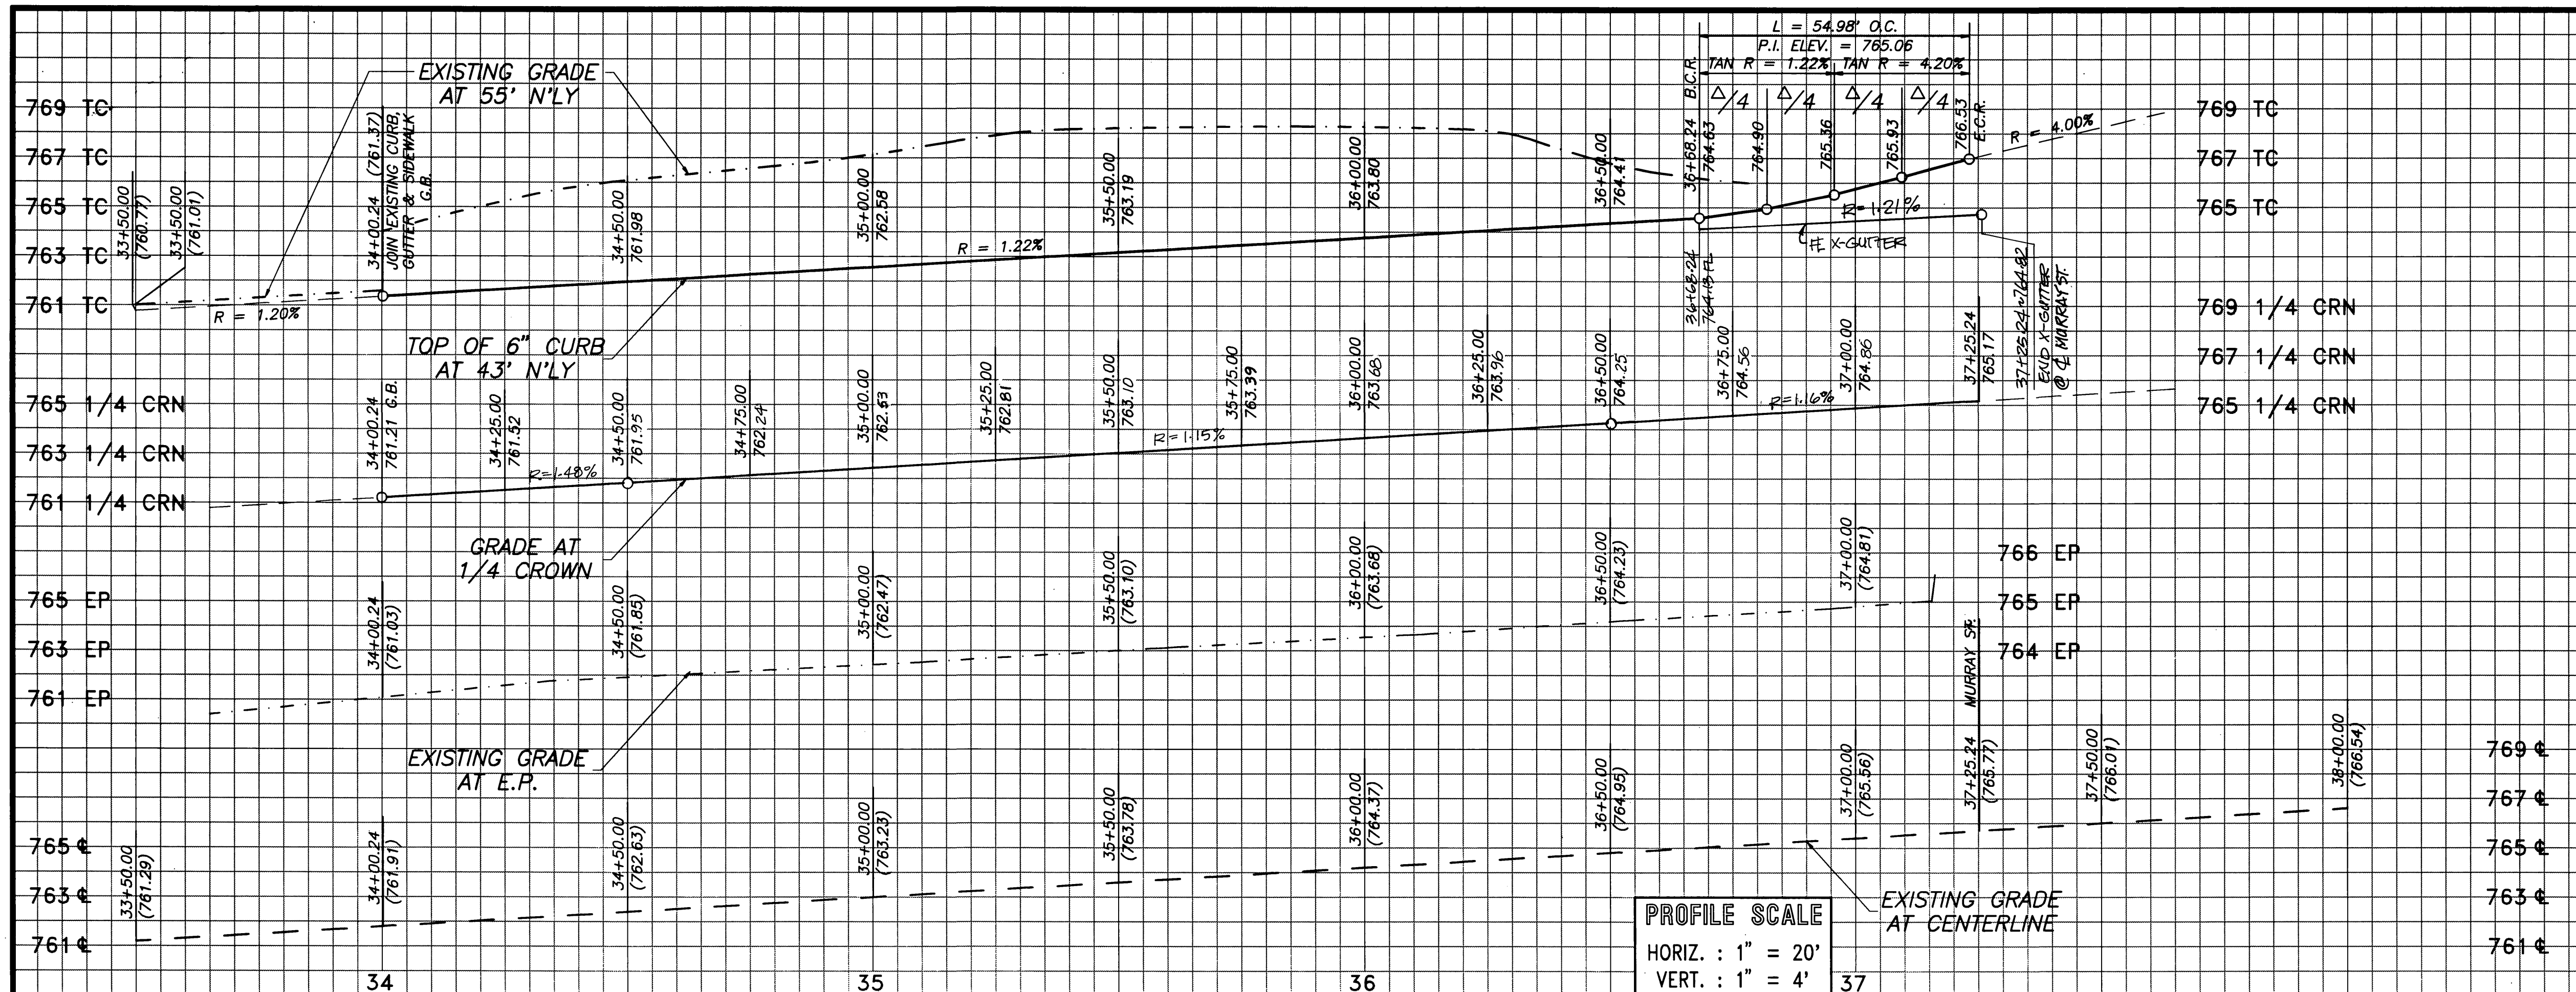 L = 54.98' O.C.
P.I. ELEV. = 765.06
TAN R = 1.22%
TAN R = 4.20%
B.C.R.
Δ/4
Δ/4
Δ/4
Δ/4
E.C.R.
R = 4.00%
EXISTING GRADE
AT 55' N'LY
769 TC
767 TC
765 TC
763 TC
761 TC
769 TC
767 TC
765 TC
33+50.00
(760.77)
33+50.00
(761.01)
34+00.24 (761.37)
JOIN EXISTING CURB,
GUTTER & SIDEWALK
G.B.
34+50.00
761.98
35+00.00
762.58
35+50.00
763.19
36+00.00
763.80
36+50.00
764.41
36+68.24
764.63
764.90
765.36
765.93
766.53
R = 1.20%
R = 1.22%
R=1.21%
℄ X-GUTTER
36+68.24
764.13 FL
37+25.24~764.82
END X-GUTTER
@ ℄ MURRAY ST.
TOP OF 6" CURB
AT 43' N'LY
769 1/4 CRN
767 1/4 CRN
765 1/4 CRN
765 1/4 CRN
763 1/4 CRN
761 1/4 CRN
34+00.24
761.21 G.B.
34+25.00
761.52
34+50.00
761.95
34+75.00
762.24
35+00.00
762.53
35+25.00
762.81
35+50.00
763.10
35+75.00
763.39
36+00.00
763.68
36+25.00
763.96
36+50.00
764.25
36+75.00
764.56
37+00.00
764.86
37+25.24
765.17
R=1.48%
R=1.15%
R=1.16%
GRADE AT
1/4 CROWN
765 EP
763 EP
761 EP
766 EP
765 EP
764 EP
34+00.24
(761.03)
34+50.00
(761.85)
35+00.00
(762.47)
35+50.00
(763.10)
36+00.00
(763.68)
36+50.00
(764.23)
37+00.00
(764.81)
MURRAY ST.
EXISTING GRADE
AT E.P.
765 ℄
763 ℄
761 ℄
769 ℄
767 ℄
765 ℄
763 ℄
761 ℄
33+50.00
(761.29)
34+00.24
(761.91)
34+50.00
(762.63)
35+00.00
(763.23)
35+50.00
(763.78)
36+00.00
(764.37)
36+50.00
(764.95)
37+00.00
(765.56)
37+25.24
(765.77)
37+50.00
(766.01)
38+00.00
(766.54)
EXISTING GRADE
AT CENTERLINE
PROFILE SCALE
HORIZ. : 1" = 20'
VERT. : 1" = 4'
34
35
36
37